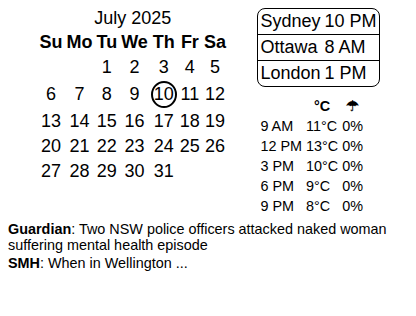 July 2025
Su Mo Tu We Th Fr Sa
1 2 3 4 5
6 7 8 9 10 11 12
13 14 15 16 17 18 19
20 21 22 23 24 25 26
27 28 29 30 31
Sydney 10 PM
Ottawa 8 AM
London 1 PM
°C ☂
9 AM 11°C 0%
12 PM 13°C 0%
3 PM 10°C 0%
6 PM 9°C 0%
9 PM 8°C 0%
Guardian: Two NSW police officers attacked naked woman
suffering mental health episode
SMH: When in Wellington ...